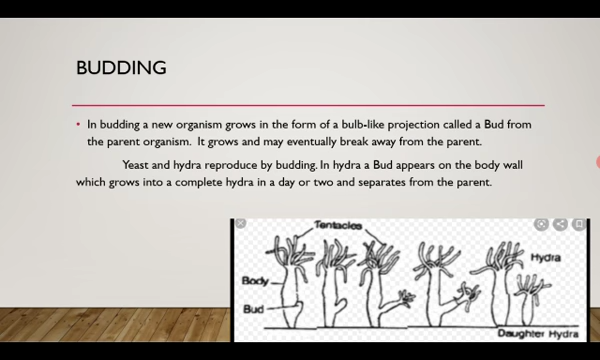 BUDDING
• In budding a new organism grows in the form of a bulb-like projection called a Bud from
the parent organism. It grows and may eventually break away from the parent.
Yeast and hydra reproduce by budding. In hydra a Bud appears on the body wall
which grows into a complete hydra in a day or two and separates from the parent.
Tentacles
Hydra
Body
Bud
Daughter Hydra